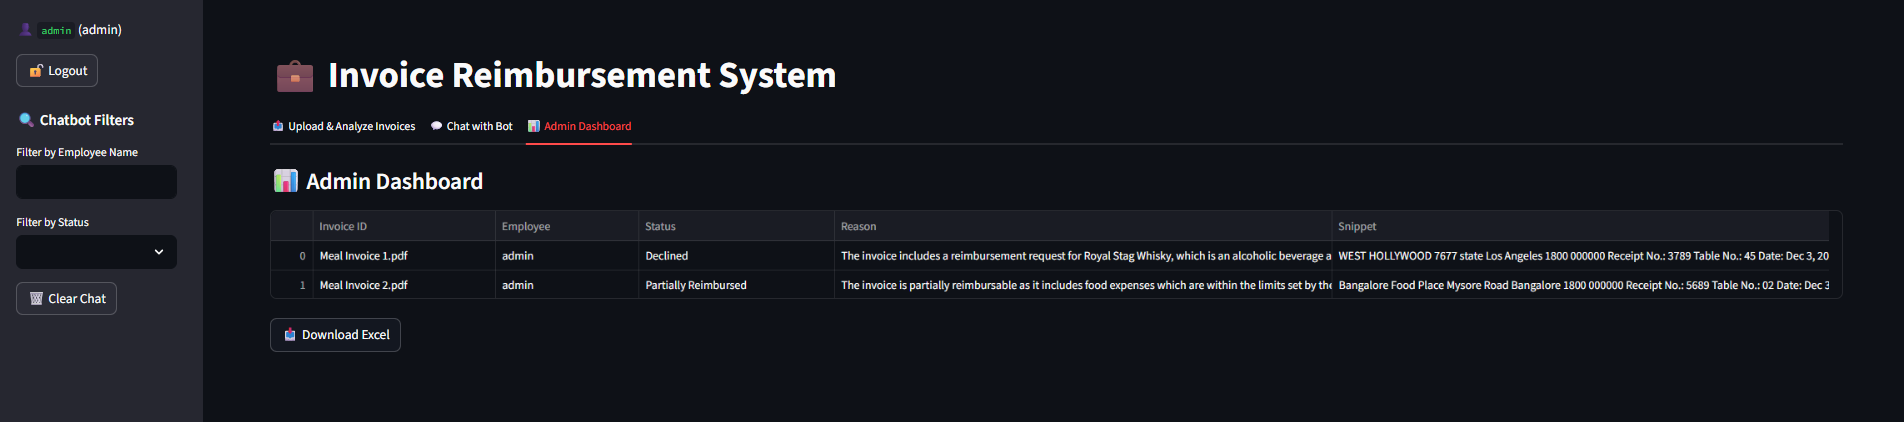 admin (admin)
Logout
Chatbot Filters
Filter by Employee Name
Filter by Status
Clear Chat
Invoice Reimbursement System
Upload & Analyze Invoices Chat with Bot Admin Dashboard
Admin Dashboard
Invoice ID Employee Status Reason Snippet
0 Meal Invoice 1.pdf admin Declined The invoice includes a reimbursement request for Royal Stag Whisky, which is an alcoholic beverage a WEST HOLLYWOOD 7677 state Los Angeles 1800 000000 Receipt No.: 3789 Table No.: 45 Date: Dec 3, 20
1 Meal Invoice 2.pdf admin Partially Reimbursed The invoice is partially reimbursable as it includes food expenses which are within the limits set by the Bangalore Food Place Mysore Road Bangalore 1800 000000 Receipt No.: 5689 Table No.: 02 Date: Dec 3
Download Excel